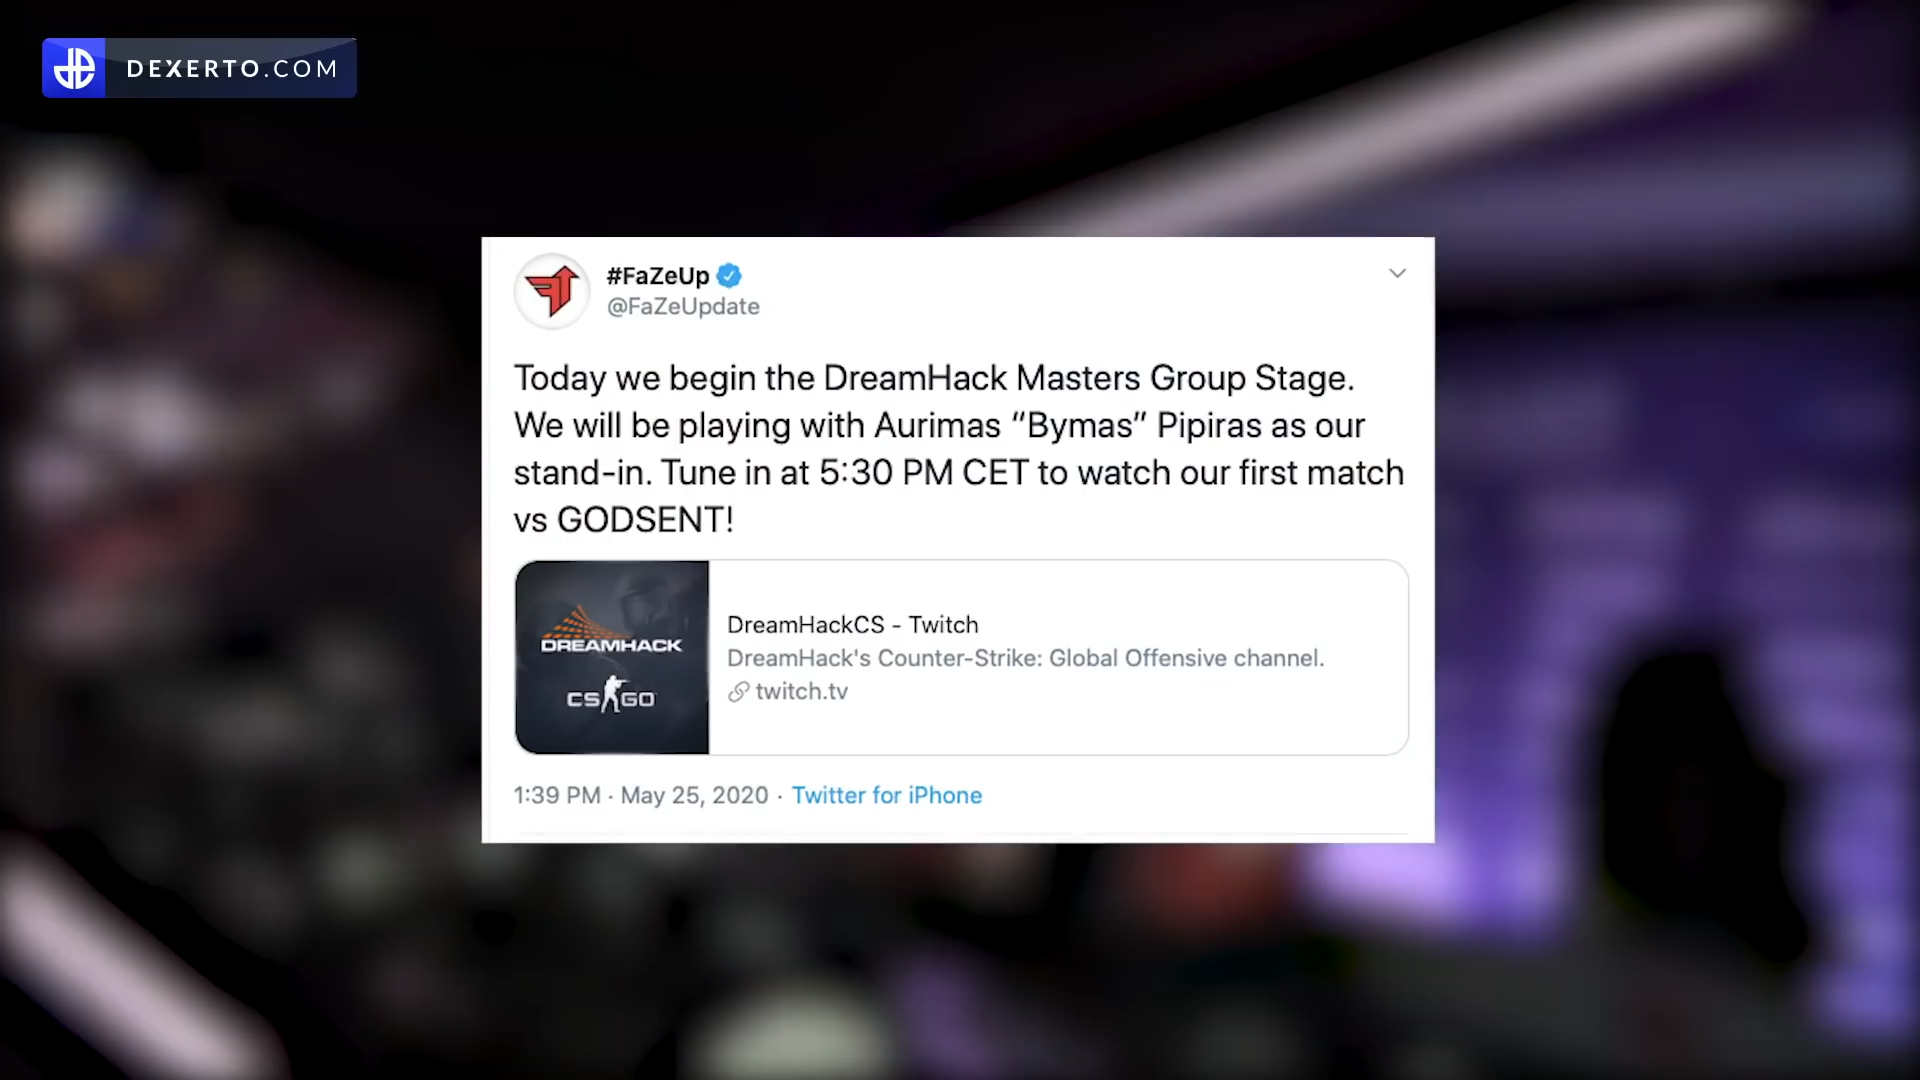 DEXERTO.COM
#FaZeUp
@FaZeUpdate
Today we begin the DreamHack Masters Group Stage.
We will be playing with Aurimas “Bymas” Pipiras as our
stand-in. Tune in at 5:30 PM CET to watch our first match
vs GODSENT!
DREAMHACK
CS GO
DreamHackCS - Twitch
DreamHack's Counter-Strike: Global Offensive channel.
twitch.tv
1:39 PM · May 25, 2020 · Twitter for iPhone